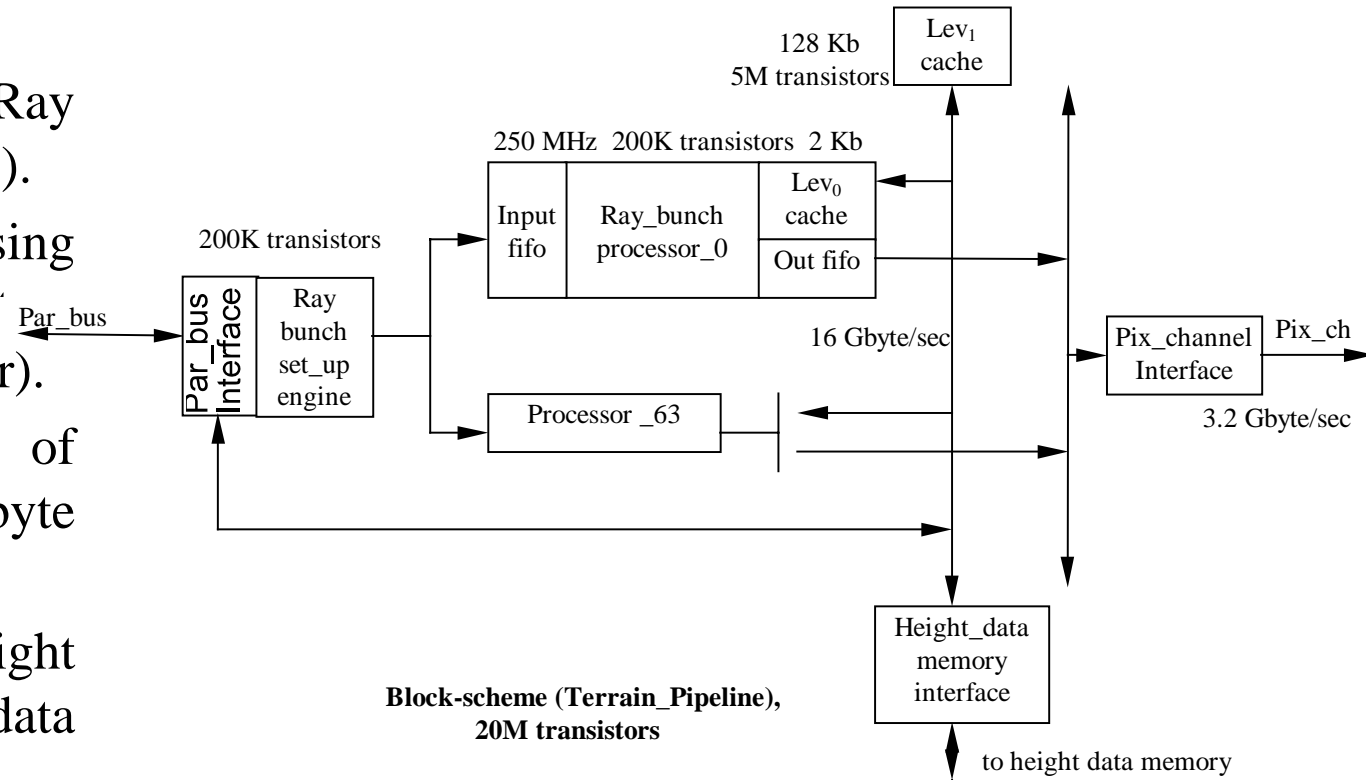 Ray
).
sing
r).
of
byte
ight
data
Lev₁
cache
128 Kb
5M transistors
250 MHz 200K transistors 2 Kb
Input
fifo
Ray_bunch
processor_0
Lev₀
cache
Out fifo
200K transistors
Par_bus
Par_bus
Interface
Ray
bunch
set_up
engine
16 Gbyte/sec
Pix_channel
Interface
Pix_ch
3.2 Gbyte/sec
Processor _63
Height_data
memory
interface
Block-scheme (Terrain_Pipeline),
20M transistors
to height data memory